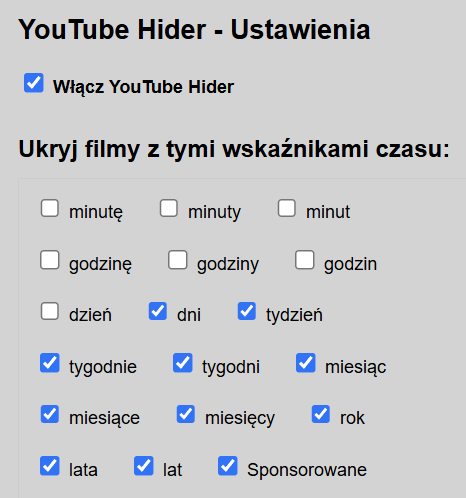 YouTube Hider - Ustawienia
Włącz YouTube Hider
Ukryj filmy z tymi wskaźnikami czasu:
minutę minuty minut
godzinę godziny godzin
dzień dni tydzień
tygodnie tygodni miesiąc
miesiące miesięcy rok
lata lat Sponsorowane